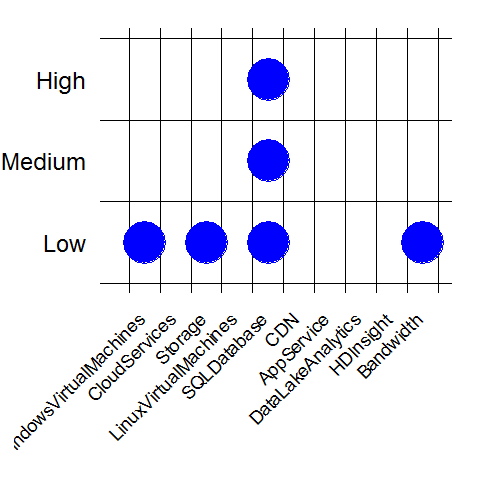 High
Medium
Low
ndowsVirtualMachines
CloudServices
Storage
LinuxVirtualMachines
SQLDatabase
CDN
AppService
DataLakeAnalytics
HDInsight
Bandwidth